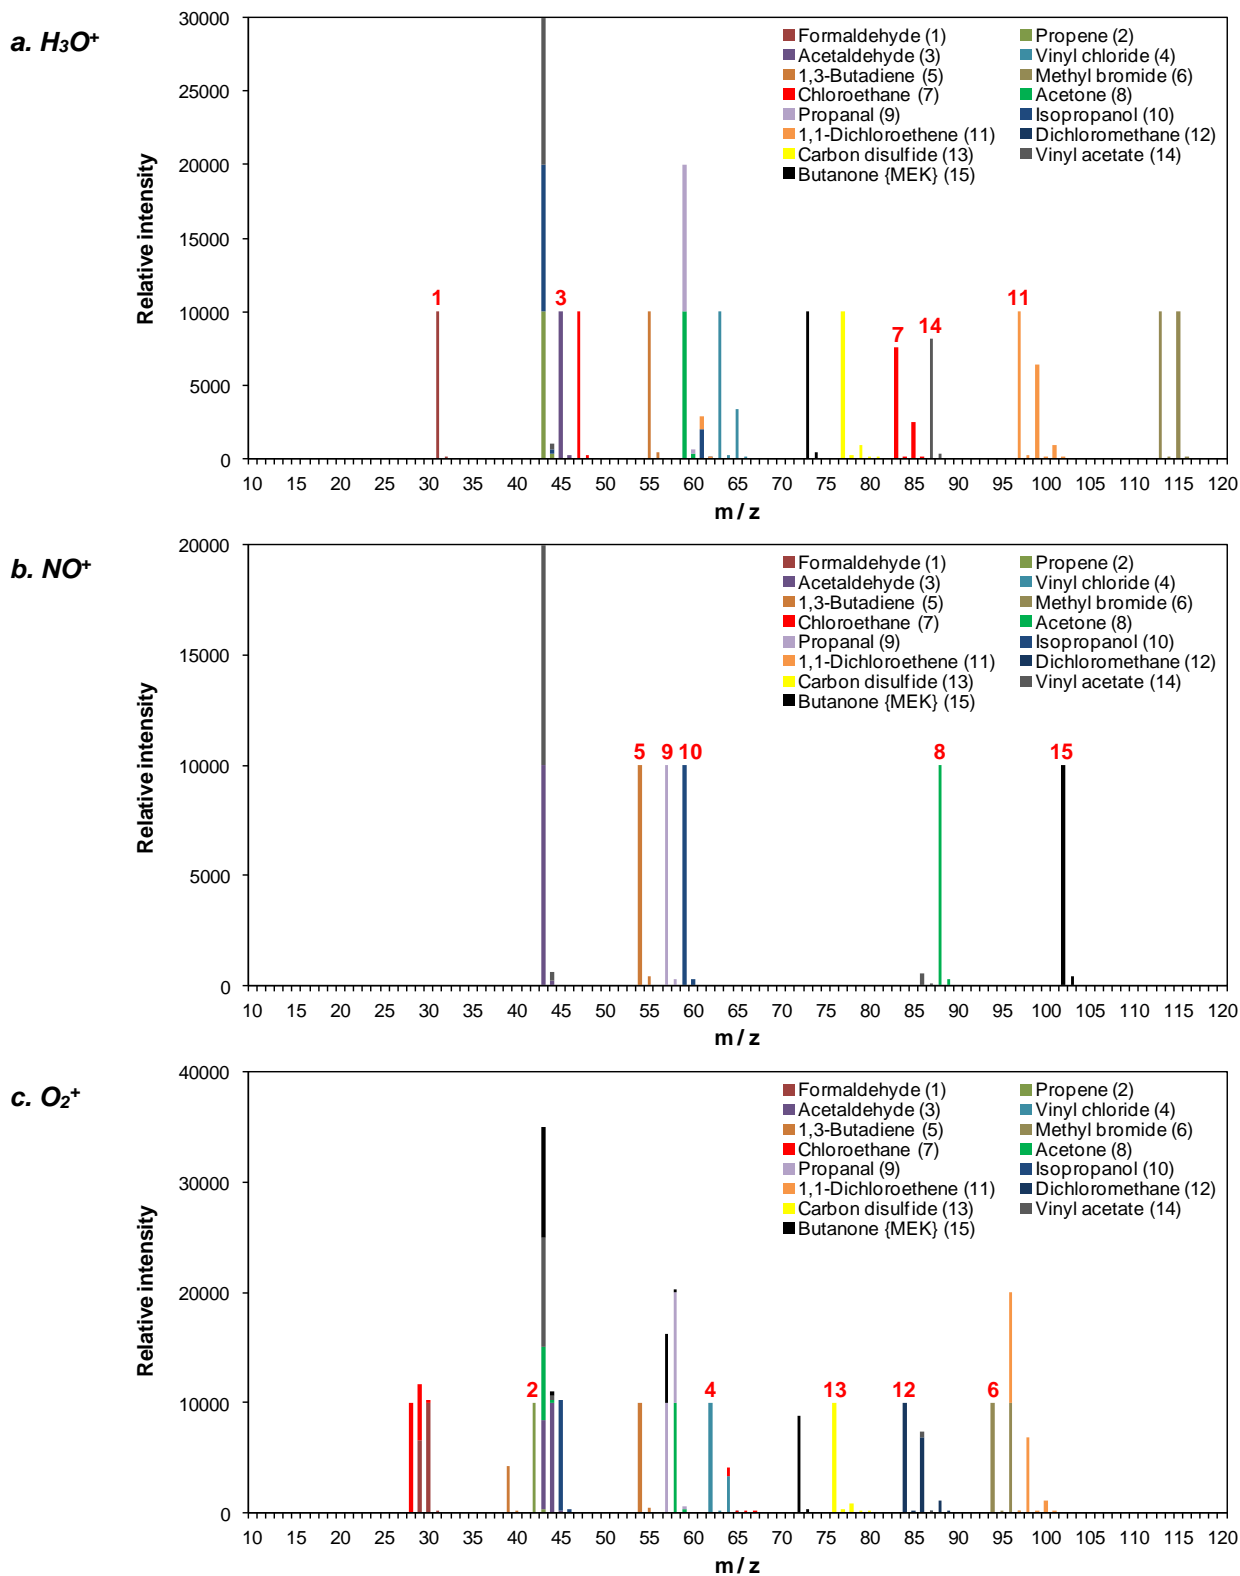 a. H₃O⁺
Relative intensity
30000
25000
20000
15000
10000
5000
0
Formaldehyde (1) Propene (2)
Acetaldehyde (3) Vinyl chloride (4)
1,3-Butadiene (5) Methyl bromide (6)
Chloroethane (7) Acetone (8)
Propanal (9) Isopropanol (10)
1,1-Dichloroethene (11) Dichloromethane (12)
Carbon disulfide (13) Vinyl acetate (14)
Butanone {MEK} (15)
1 3 7 14 11
10 15 20 25 30 35 40 45 50 55 60 65 70 75 80 85 90 95 100 105 110 115 120
m / z
b. NO⁺
Relative intensity
20000
15000
10000
5000
0
Formaldehyde (1) Propene (2)
Acetaldehyde (3) Vinyl chloride (4)
1,3-Butadiene (5) Methyl bromide (6)
Chloroethane (7) Acetone (8)
Propanal (9) Isopropanol (10)
1,1-Dichloroethene (11) Dichloromethane (12)
Carbon disulfide (13) Vinyl acetate (14)
Butanone {MEK} (15)
5 9 10 8 15
10 15 20 25 30 35 40 45 50 55 60 65 70 75 80 85 90 95 100 105 110 115 120
m / z
c. O₂⁺
Relative intensity
40000
30000
20000
10000
0
Formaldehyde (1) Propene (2)
Acetaldehyde (3) Vinyl chloride (4)
1,3-Butadiene (5) Methyl bromide (6)
Chloroethane (7) Acetone (8)
Propanal (9) Isopropanol (10)
1,1-Dichloroethene (11) Dichloromethane (12)
Carbon disulfide (13) Vinyl acetate (14)
Butanone {MEK} (15)
2 4 13 12 6
10 15 20 25 30 35 40 45 50 55 60 65 70 75 80 85 90 95 100 105 110 115 120
m / z